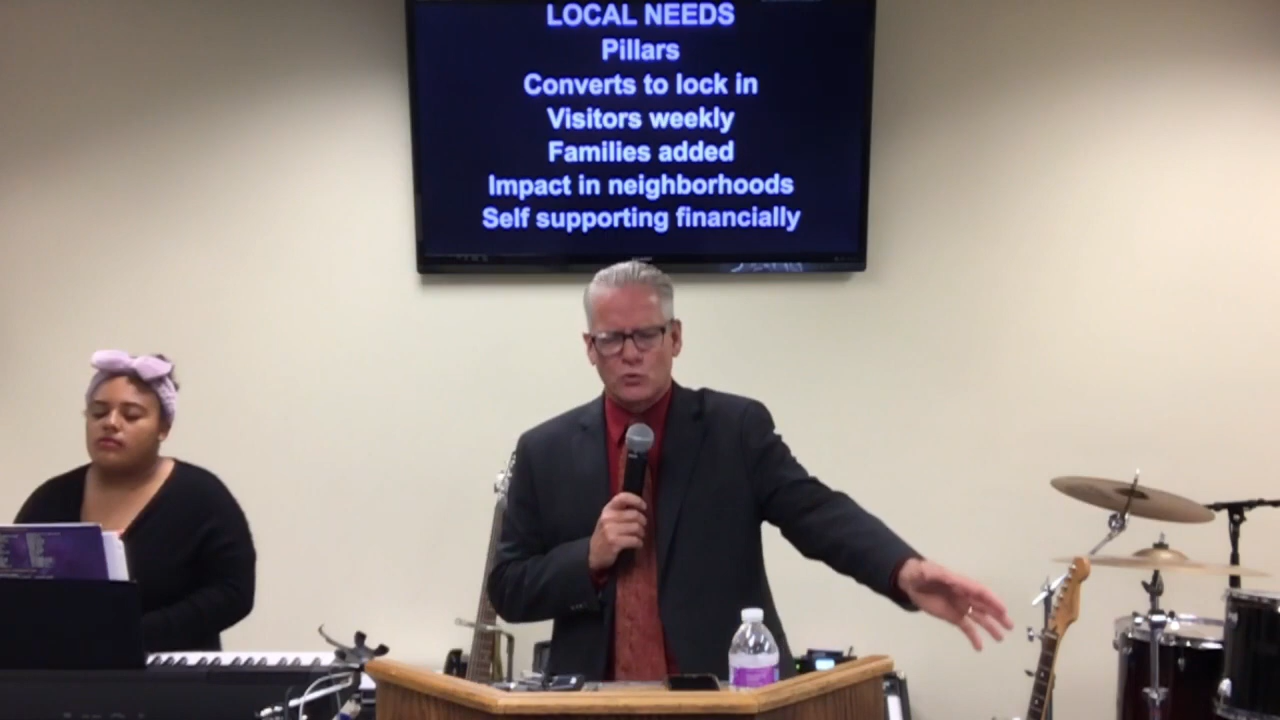 LOCAL NEEDS
Pillars
Converts to lock in
Visitors weekly
Families added
Impact in neighborhoods
Self supporting financially